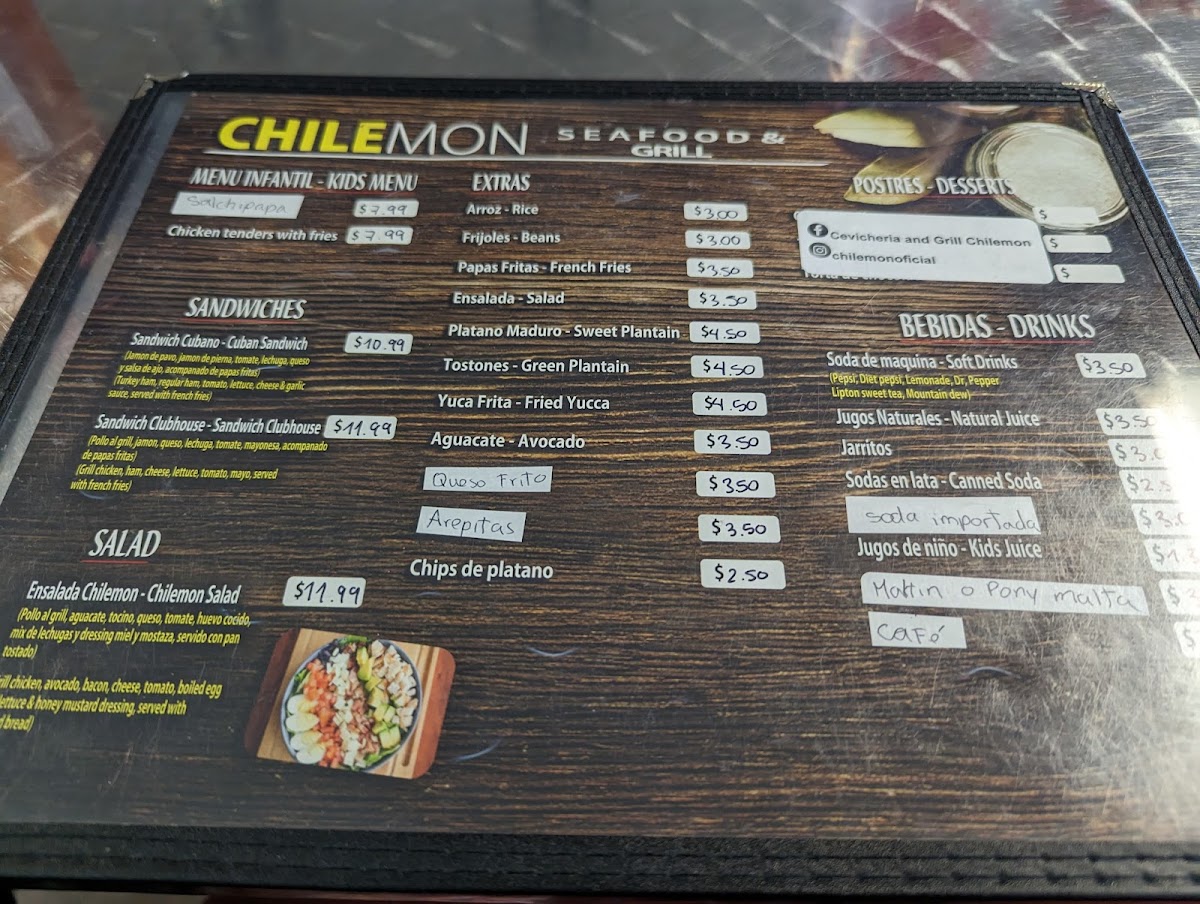 CHILEMON SEAFOOD &
GRILL
MENU INFANTIL - KIDS MENU
Salchipapa $7.99
Chicken tenders with fries $7.99
SANDWICHES
Sandwich Cubano - Cuban Sandwich $10.99
(Jamon de pavo, jamon de pierna, tomate, lechuga, queso
y salsa de ajo, acompanado de papas fritas)
(Turkey ham, regular ham, tomato, lettuce, cheese & garlic
sauce, served with french fries)
Sandwich Clubhouse - Sandwich Clubhouse $11.99
(Pollo al grill, jamon, queso, lechuga, tomate, mayonesa, acompanado
de papas fritas)
(Grill chicken, ham, cheese, lettuce, tomato, mayo, served
with french fries)
SALAD
Ensalada Chilemon - Chilemon Salad $11.99
(Pollo al grill, aguacate, tocino, queso, tomate, huevo cocido,
mix de lechugas y dressing miel y mostaza, servido con pan
tostado)
chicken, avocado, bacon, cheese, tomato, boiled egg
lettuce & honey mustard dressing, served with
bread)
EXTRAS
Arroz - Rice $3.00
Frijoles - Beans $3.00
Papas Fritas - French Fries $3.50
Ensalada - Salad $3.50
Platano Maduro - Sweet Plantain $4.50
Tostones - Green Plantain $4.50
Yuca Frita - Fried Yucca $4.50
Aguacate - Avocado $3.50
Queso Frito $3.50
Arepitas $3.50
Chips de platano $2.50
POSTRES - DESSERTS
$
Cevicheria and Grill Chilemon $
chilemonoficial $
BEBIDAS - DRINKS
Soda de maquina - Soft Drinks $3.50
(Pepsi, Diet pepsi, Lemonade, Dr, Pepper
Lipton sweet tea, Mountain dew)
Jugos Naturales - Natural Juice $3.50
Jarritos $3.
Sodas en lata - Canned Soda $2.
soda importada $3.
Jugos de niño - Kids Juice $1.
Maltin o Pony malta $
Café $